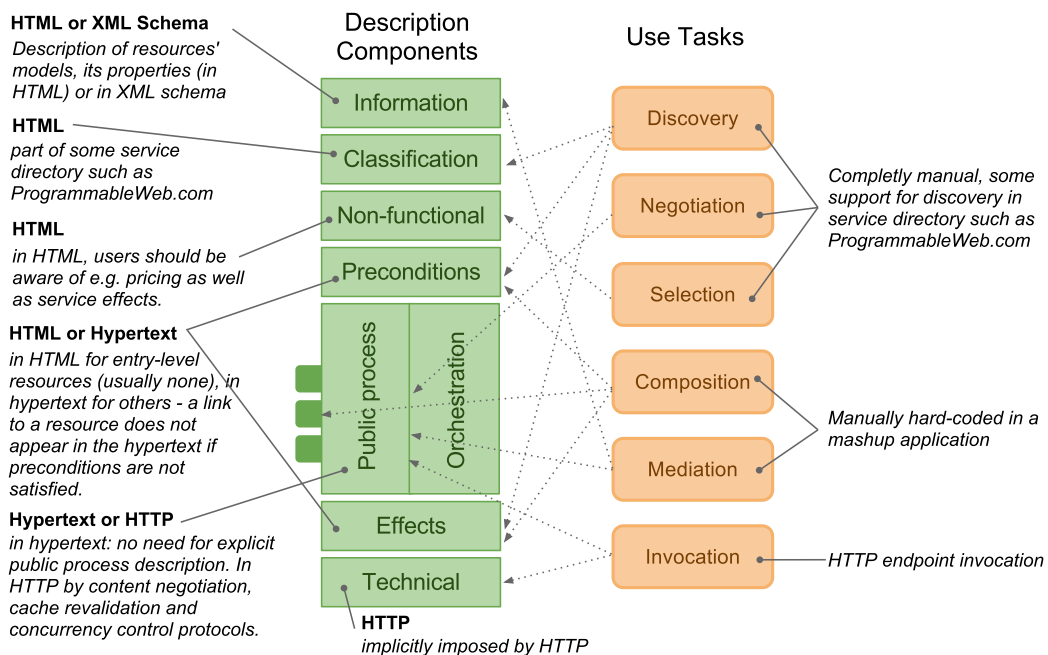 HTML or XML Schema
Description of resources'
models, its properties (in
HTML) or in XML schema
HTML
part of some service
directory such as
ProgrammableWeb.com
HTML
in HTML, users should be
aware of e.g. pricing as well
as service effects.
HTML or Hypertext
in HTML for entry-level
resources (usually none), in
hypertext for others - a link
to a resource does not
appear in the hypertext if
preconditions are not
satisfied.
Hypertext or HTTP
in hypertext: no need for explicit
public process description. In
HTTP by content negotiation,
cache revalidation and
concurrency control protocols.
Description
Components
Information
Classification
Non-functional
Preconditions
Public process
Orchestration
Effects
Technical
HTTP
implicitly imposed by HTTP
Use Tasks
Discovery
Negotiation
Selection
Composition
Mediation
Invocation
Completly manual, some
support for discovery in
service directory such as
ProgrammableWeb.com
Manually hard-coded in a
mashup application
HTTP endpoint invocation